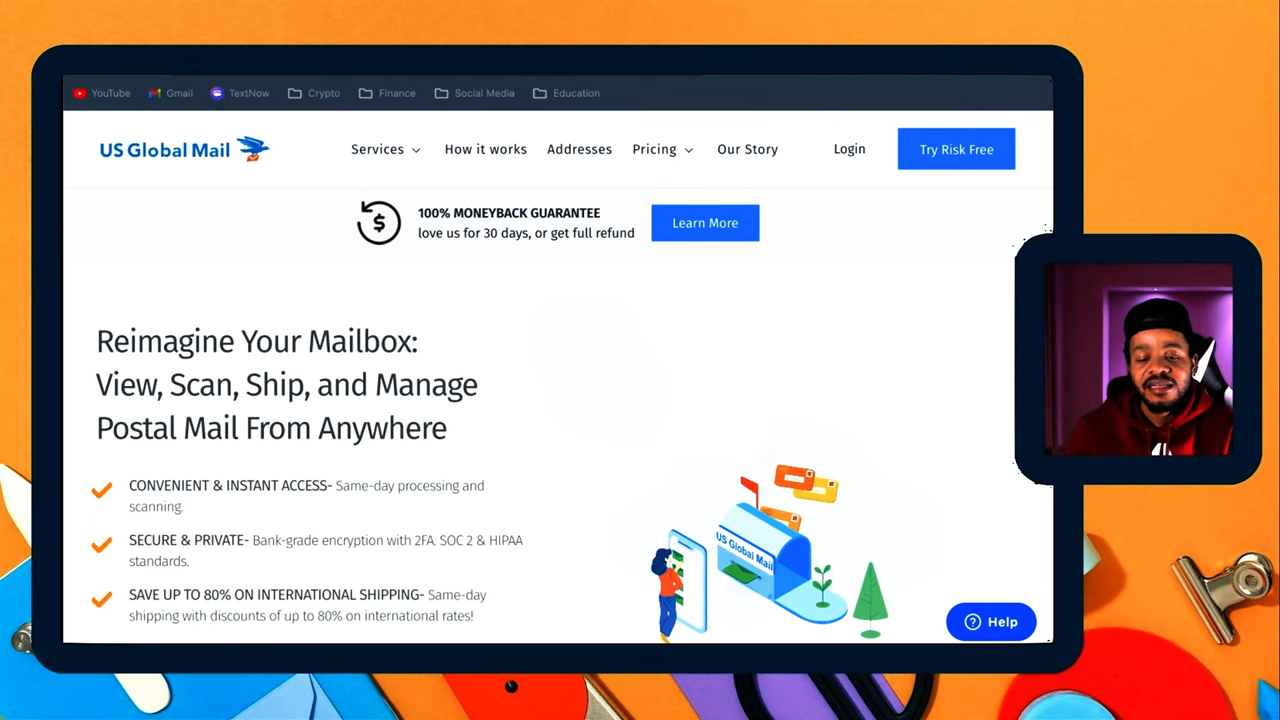 YouTube Gmail TextNow Crypto Finance Social Media Education
US Global Mail Services How it works Addresses Pricing Our Story Login Try Risk Free
100% MONEYBACK GUARANTEE
love us for 30 days, or get full refund
Learn More
Reimagine Your Mailbox:
View, Scan, Ship, and Manage
Postal Mail From Anywhere
CONVENIENT & INSTANT ACCESS- Same-day processing and
scanning.
SECURE & PRIVATE- Bank-grade encryption with 2FA. SOC 2 & HIPAA
standards.
SAVE UP TO 80% ON INTERNATIONAL SHIPPING- Same-day
shipping with discounts of up to 80% on international rates!
US Global Mail
Help